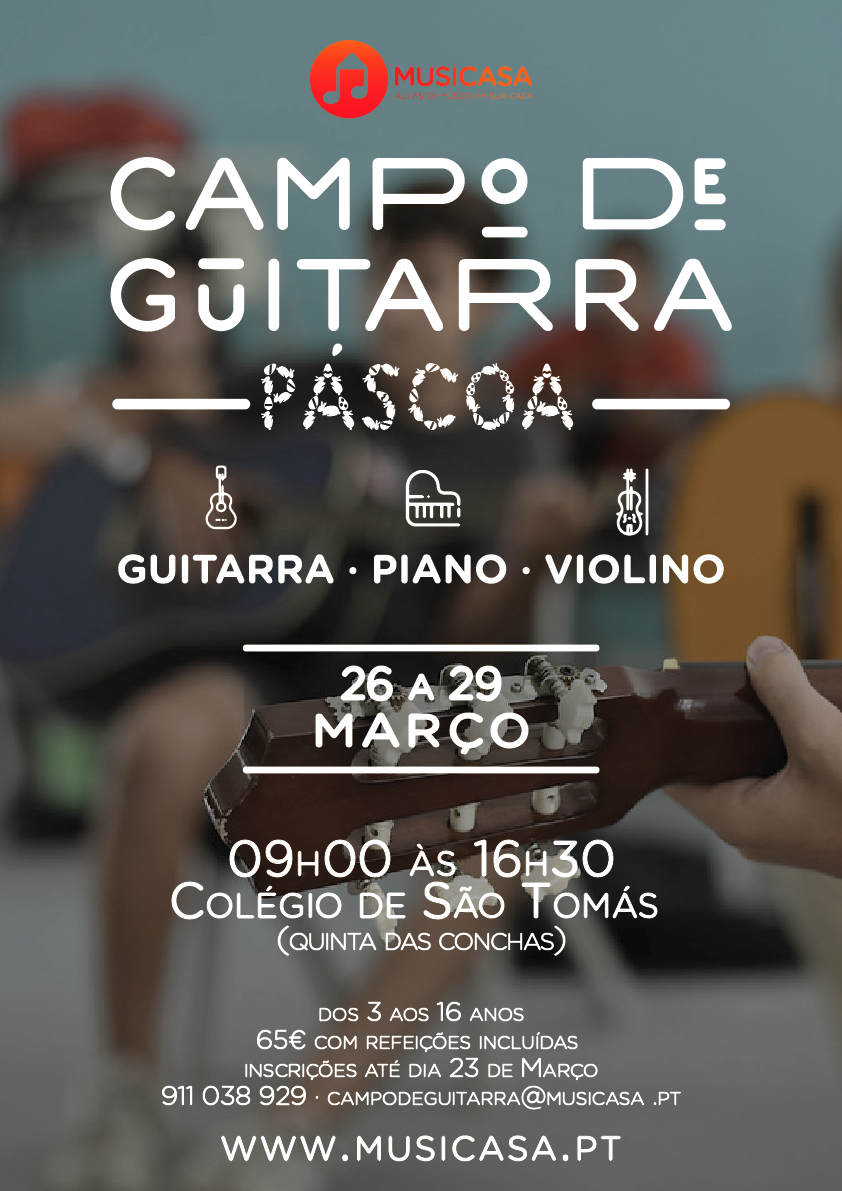 MUSICASA
CAMPO DE
GUITARRA
PÁSCOA
GUITARRA · PIANO · VIOLINO
26 A 29
MARÇO
09H00 ÀS 16H30
COLÉGIO DE SÃO TOMÁS
(QUINTA DAS CONCHAS)
DOS 3 AOS 16 ANOS
65€ COM REFEIÇÕES INCLUÍDAS
INSCRIÇÕES ATÉ DIA 23 DE MARÇO
911 038 929 · CAMPODEGUITARRA@MUSICASA .PT
WWW.MUSICASA.PT